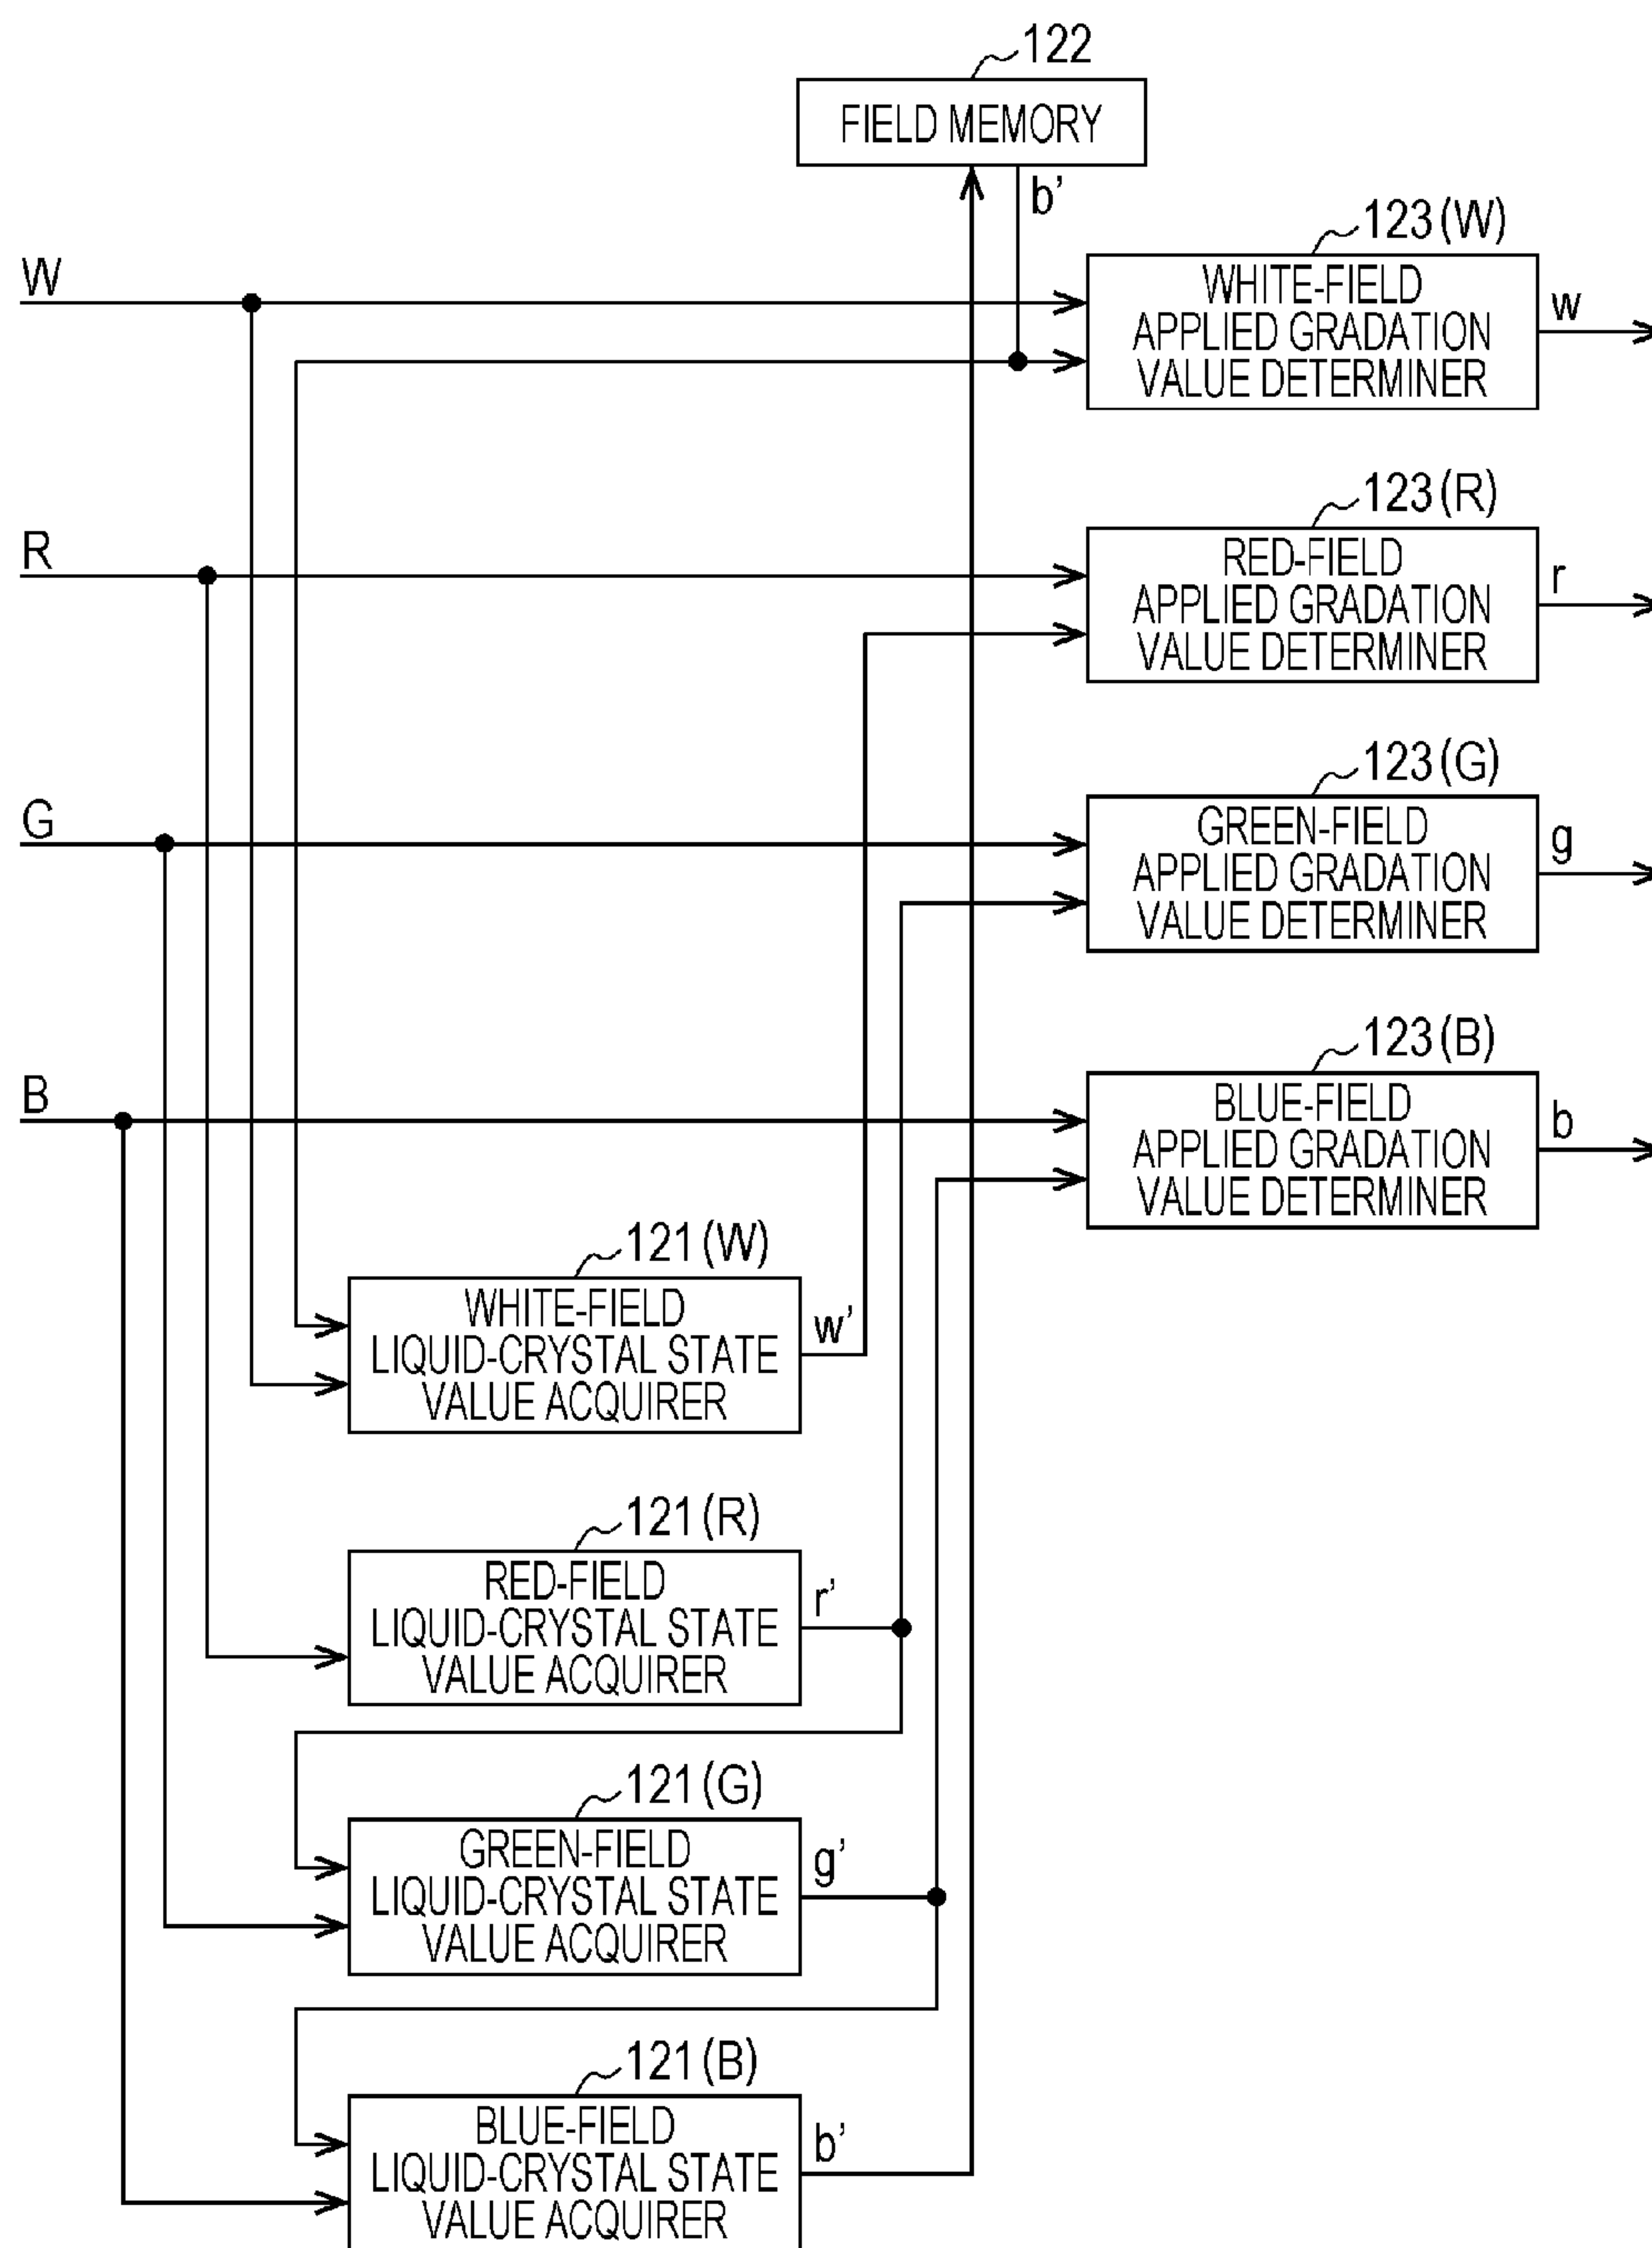 122
FIELD MEMORY
b’
123(W)
W
WHITE-FIELD
APPLIED GRADATION
VALUE DETERMINER
w
123(R)
R
RED-FIELD
APPLIED GRADATION
VALUE DETERMINER
r
123(G)
G
GREEN-FIELD
APPLIED GRADATION
VALUE DETERMINER
g
123(B)
B
BLUE-FIELD
APPLIED GRADATION
VALUE DETERMINER
b
121(W)
WHITE-FIELD
LIQUID-CRYSTAL STATE
VALUE ACQUIRER
w’
121(R)
RED-FIELD
LIQUID-CRYSTAL STATE
VALUE ACQUIRER
r’
121(G)
GREEN-FIELD
LIQUID-CRYSTAL STATE
VALUE ACQUIRER
g’
121(B)
BLUE-FIELD
LIQUID-CRYSTAL STATE
VALUE ACQUIRER
b’